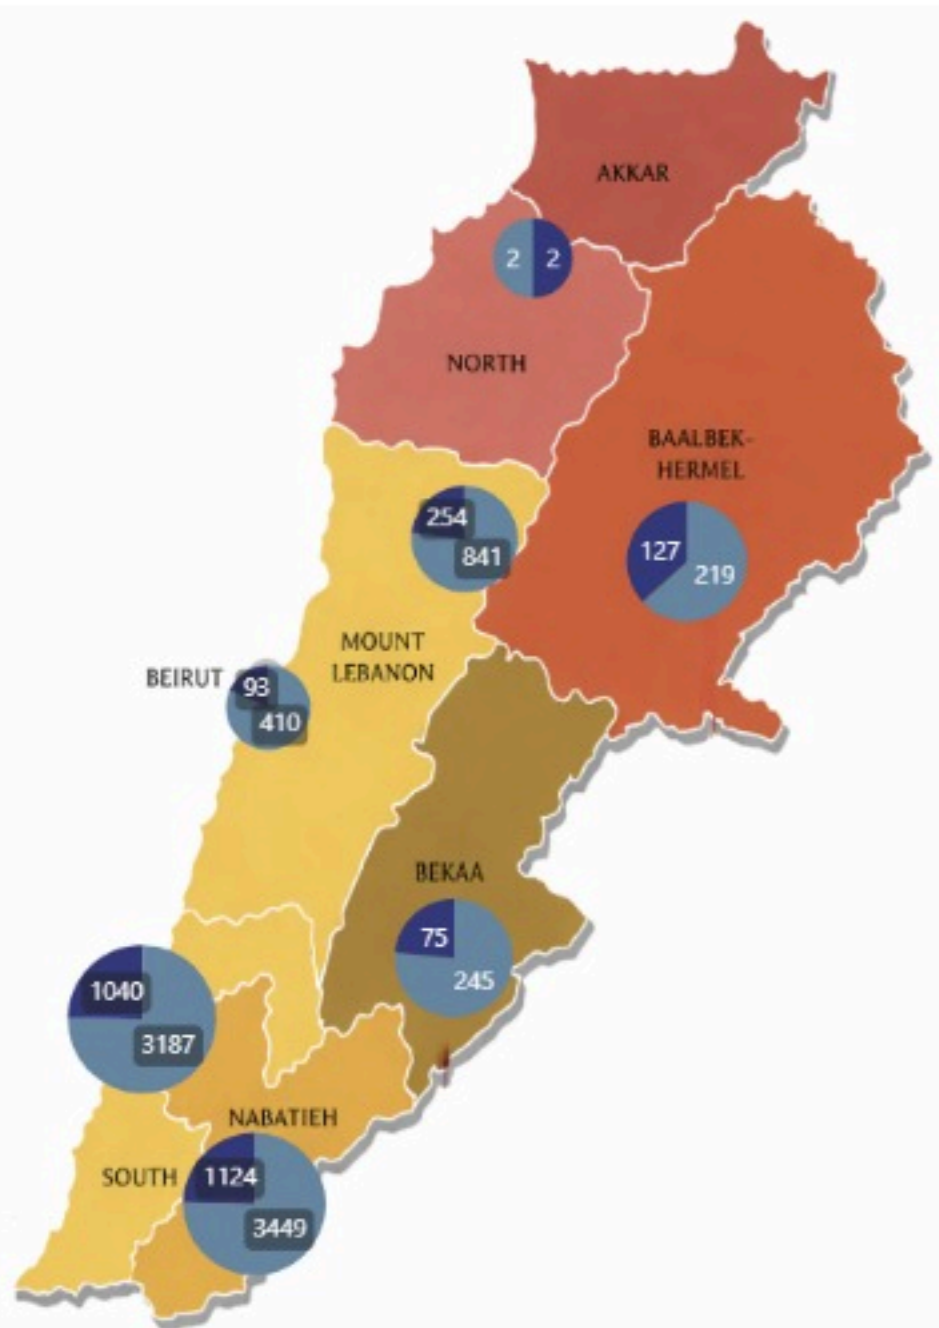 AKKAR
2 2
NORTH
BAALBEK-
HERMEL
254
841
127
219
MOUNT
LEBANON
BEIRUT
93
410
BEKAA
75
245
1040
3187
NABATIEH
SOUTH
1124
3449